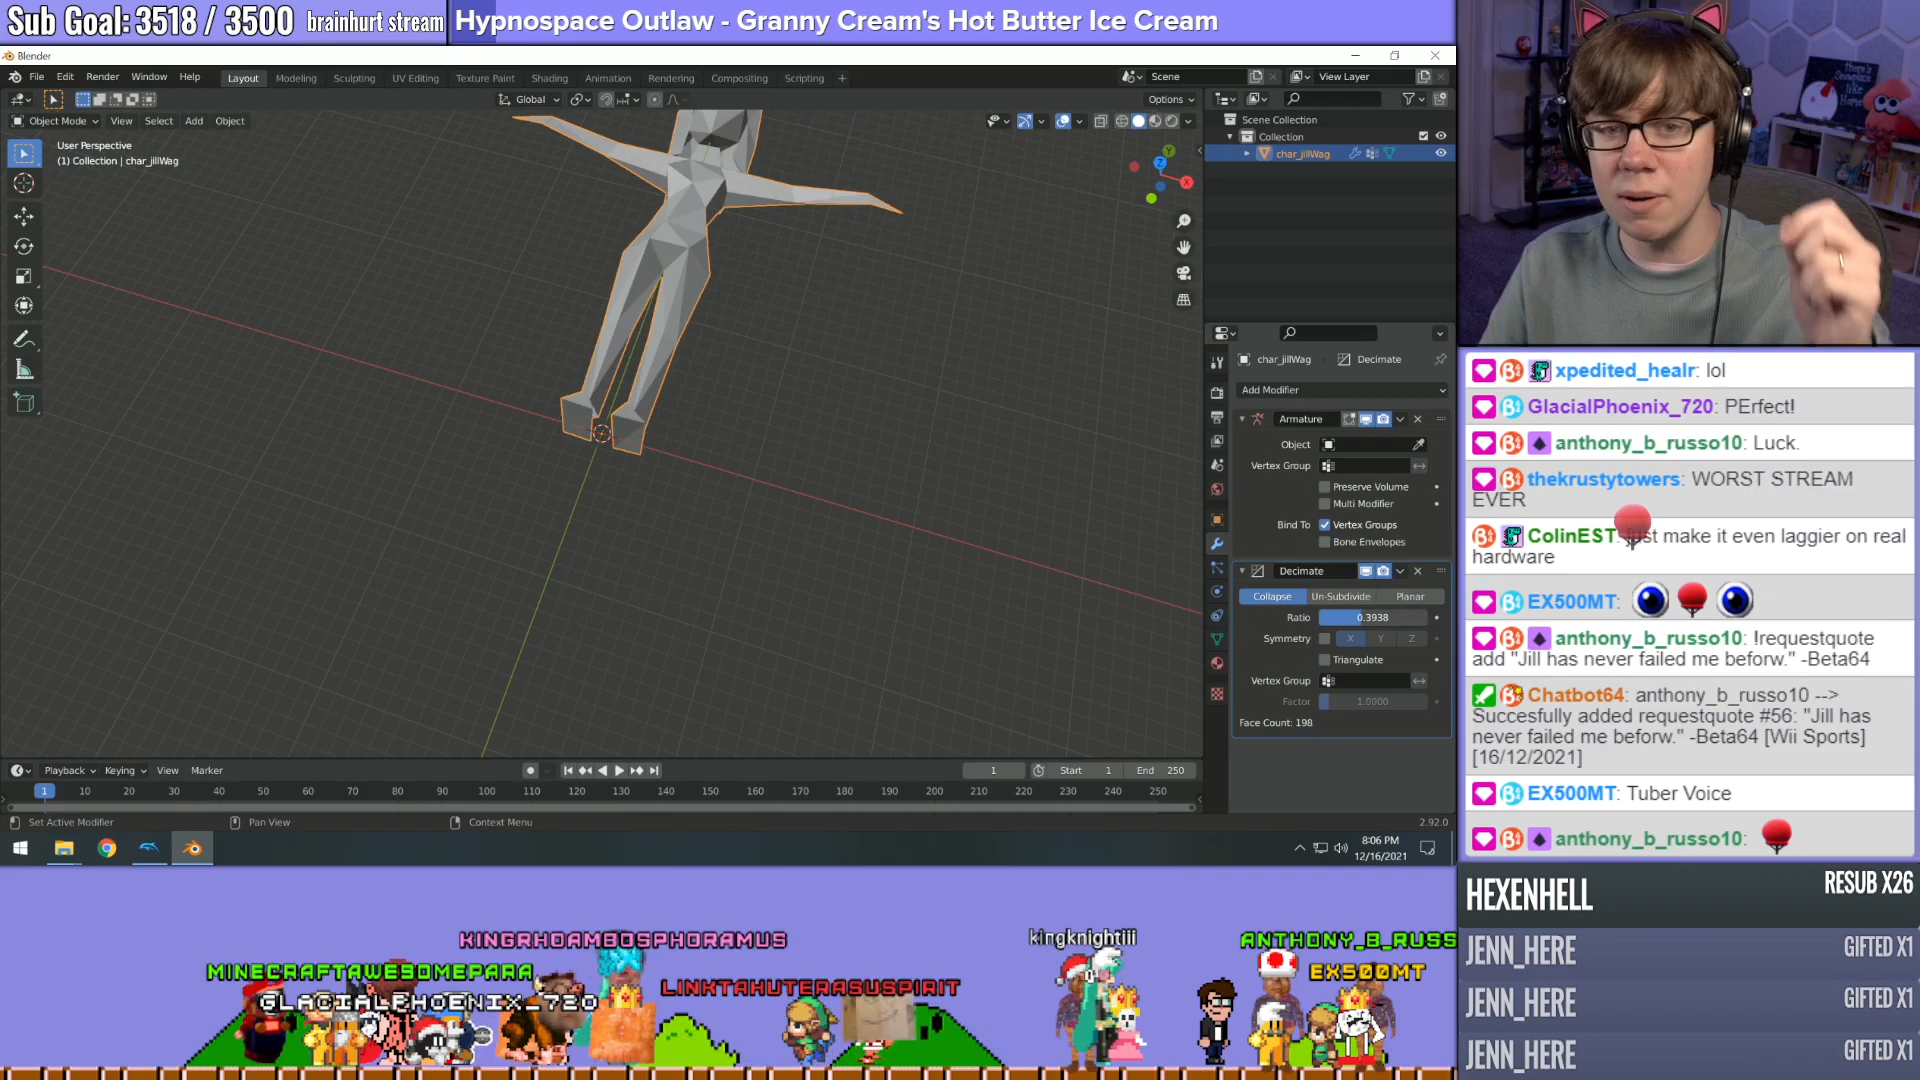 Sub Goal: 3518 / 3500 brainhurt stream
Hypnospace Outlaw - Granny Cream's Hot Butter Ice Cream
Blender
File Edit Render Window Help
Layout Modeling Sculpting UV Editing Texture Paint Shading Animation Rendering Compositing Scripting +
Scene
View Layer
Global
Options
Object Mode View Select Add Object
User Perspective
(1) Collection | char_jillWag
Z
Y
X
Scene Collection
Collection
char_jillWag
char_jillWag Decimate
Add Modifier
Armature
Object
Vertex Group
Preserve Volume
Multi Modifier
Bind To Vertex Groups
Bone Envelopes
Decimate
Collapse Un-Subdivide Planar
Ratio 0.3938
Symmetry X Y Z
Triangulate
Vertex Group
Factor 1.0000
Face Count: 198
Playback Keying View Marker
1 Start 1 End 250
1 10 20 30 40 50 60 70 80 90 100 110 120 130 140 150 160 170 180 190 200 210 220 230 240 250
Set Active Modifier Pan View Context Menu
2.92.0
8:06 PM
12/16/2021
there's
Snowplace
like
Home
xpedited_healr: lol
GlacialPhoenix_720: PErfect!
anthony_b_russo10: Luck.
thekrustytowers: WORST STREAM
EVER
ColinEST: just make it even laggier on real
hardware
EX500MT:
anthony_b_russo10: !requestquote
add "Jill has never failed me beforw." -Beta64
Chatbot64: anthony_b_russo10 -->
Succesfully added requestquote #56: "Jill has
never failed me beforw." -Beta64 [Wii Sports]
[16/12/2021]
EX500MT: Tuber Voice
anthony_b_russo10:
HEXENHELL RESUB X26
JENN_HERE GIFTED X1
JENN_HERE GIFTED X1
JENN_HERE GIFTED X1
KINGRHOAMBOSPHORAMUS
kingknightiii
ANTHONY_B_RUSS
MINECRAFTAWESOMEPARA
EX500MT
LINKTAHUTERASUSPIRIT
GLACIALPHOENIX_720